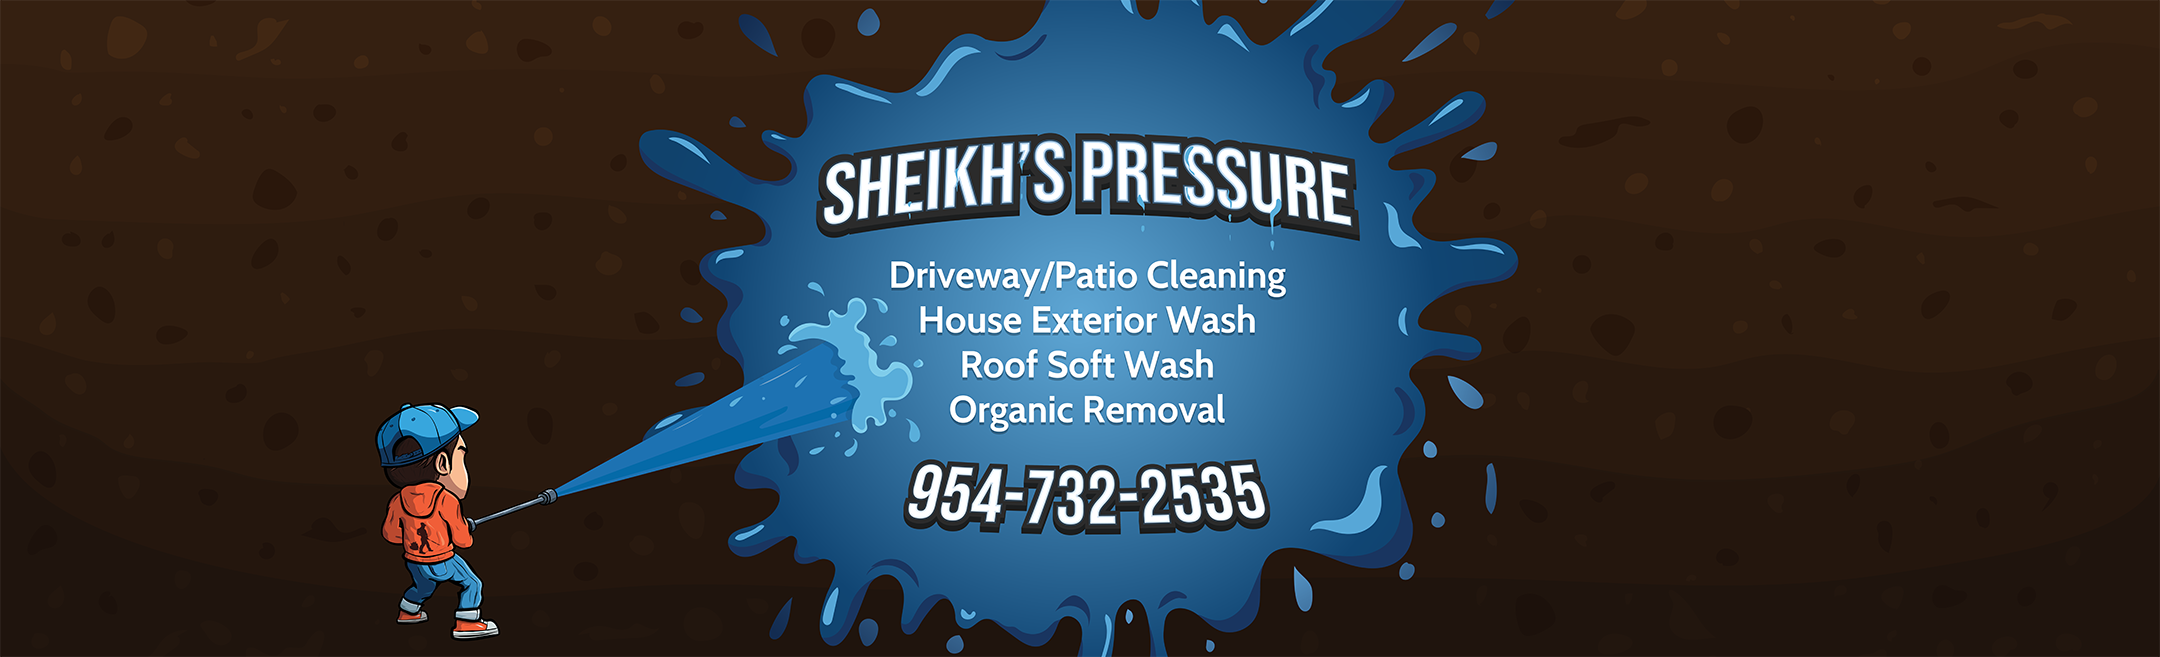 SHEIKH'S PRESSURE
Driveway/Patio Cleaning
House Exterior Wash
Roof Soft Wash
Organic Removal
954-732-2535